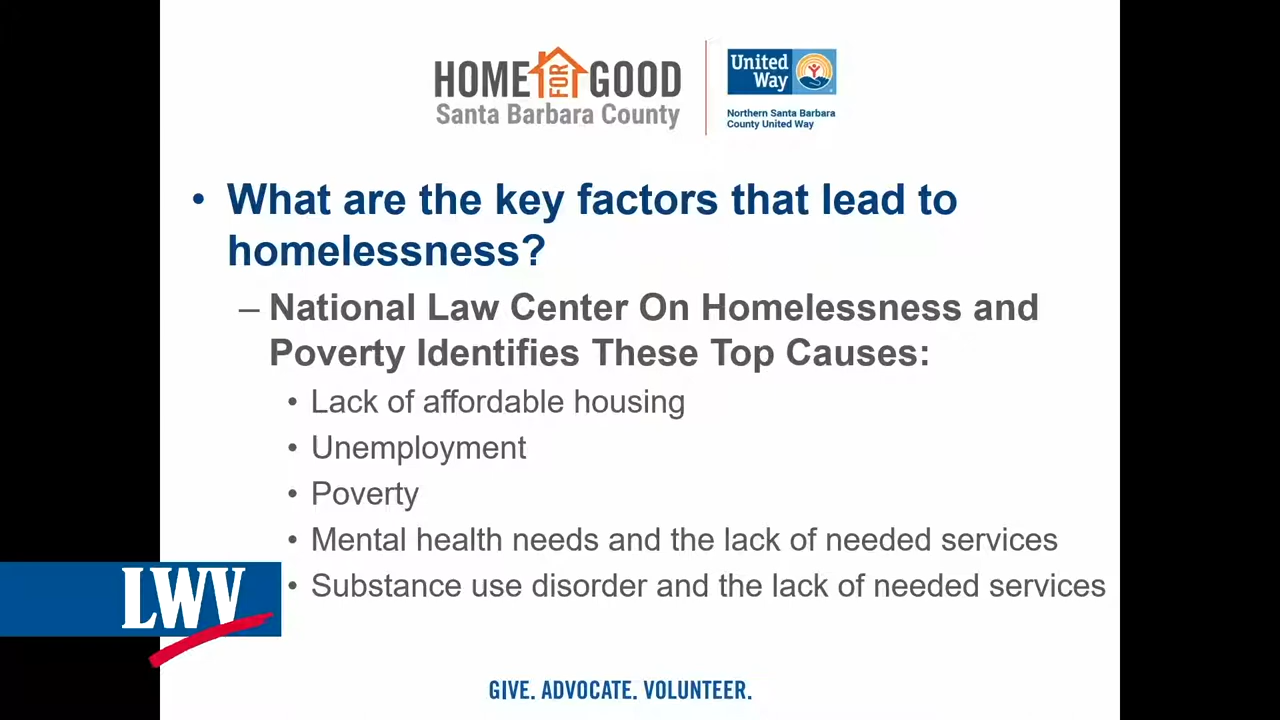 HOME FOR GOOD
Santa Barbara County
United
Way
Northern Santa Barbara
County United Way
• What are the key factors that lead to
homelessness?
– National Law Center On Homelessness and
Poverty Identifies These Top Causes:
• Lack of affordable housing
• Unemployment
• Poverty
• Mental health needs and the lack of needed services
• Substance use disorder and the lack of needed services
LWV
GIVE. ADVOCATE. VOLUNTEER.